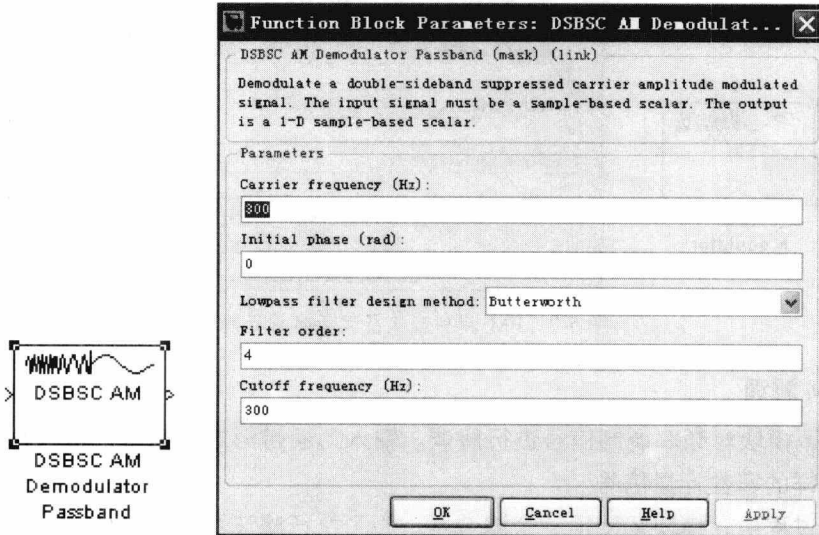 Function Block Parameters: DSBSC AM Demodulat...
DSBSC AM Demodulator Passband (mask) (link)
Demodulate a double-sideband suppressed carrier amplitude modulated
signal. The input signal must be a sample-based scalar. The output
is a 1-D sample-based scalar.
Parameters
Carrier frequency (Hz):
300
Initial phase (rad):
0
Lowpass filter design method: Butterworth
Filter order:
4
Cutoff frequency (Hz):
300
OK Cancel Help Apply
DSBSC AM
DSBSC AM
Demodulator
Passband